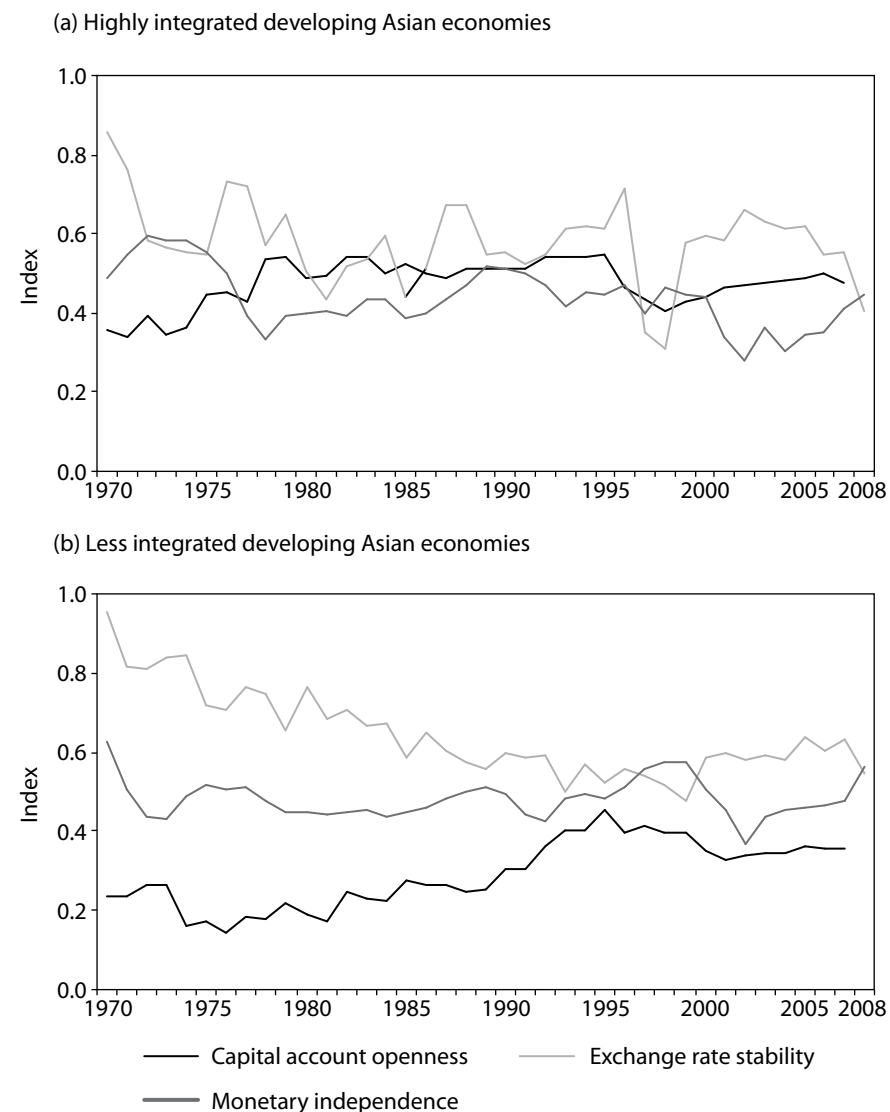 (a) Highly integrated developing Asian economies
1.0
0.8
0.6
0.4
0.2
0.0
Index
1970 1975 1980 1985 1990 1995 2000 2005 2008
(b) Less integrated developing Asian economies
1.0
0.8
0.6
0.4
0.2
0.0
Index
1970 1975 1980 1985 1990 1995 2000 2005 2008
Capital account openness Exchange rate stability
Monetary independence